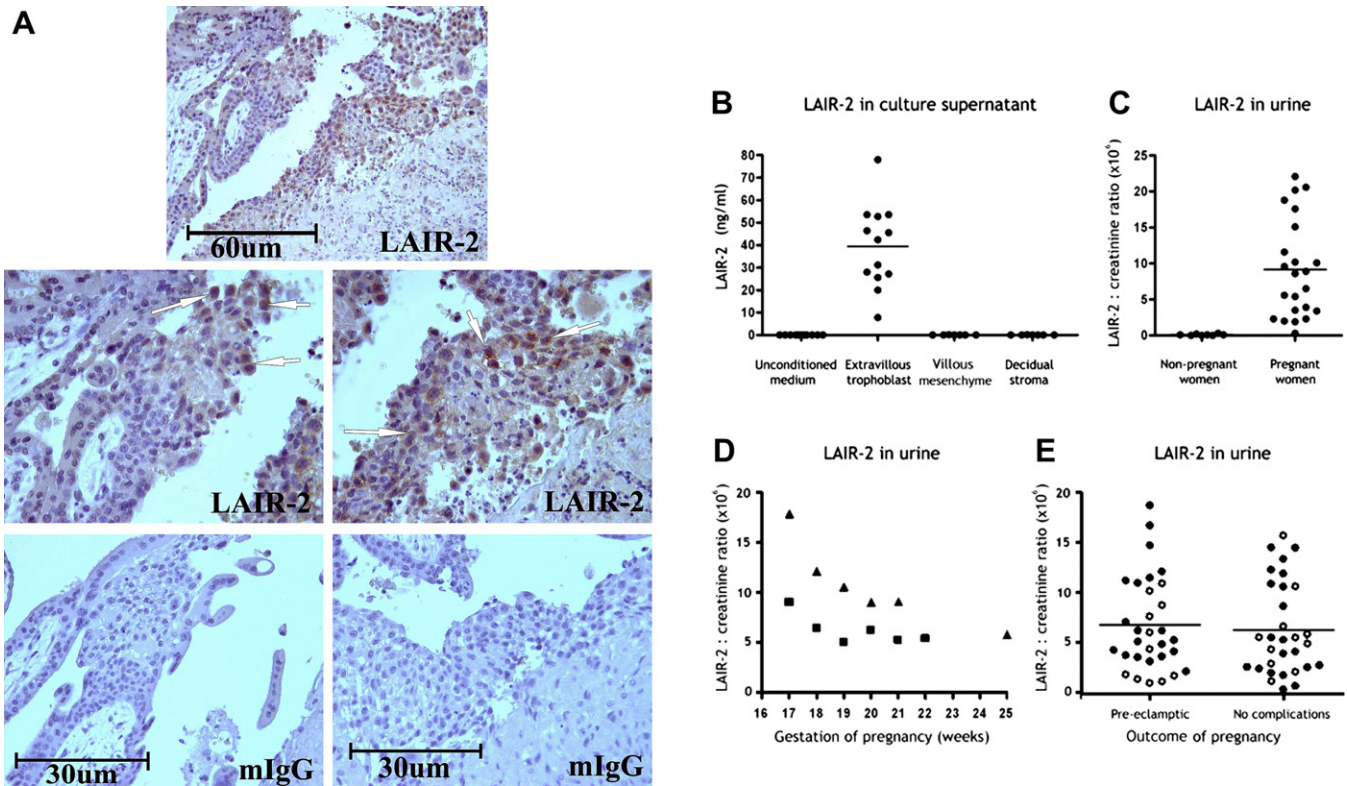 A
60um
LAIR-2
LAIR-2
LAIR-2
30um
mIgG
30um
mIgG
B
LAIR-2 in culture supernatant
LAIR-2 (ng/ml)
80
70
60
50
40
30
20
10
0
Unconditioned
medium
Extravillous
trophoblast
Villous
mesenchyme
Decidual
stroma
C
LAIR-2 in urine
LAIR-2 : creatinine ratio (x10⁶)
25
20
15
10
5
0
Non-pregnant
women
Pregnant
women
D
LAIR-2 in urine
LAIR-2 : creatinine ratio (x10⁶)
20
15
10
5
0
16 17 18 19 20 21 22 23 24 25
Gestation of pregnancy (weeks)
E
LAIR-2 in urine
LAIR-2 : creatinine ratio (x10⁶)
20
15
10
5
0
Pre-eclamptic
No complications
Outcome of pregnancy